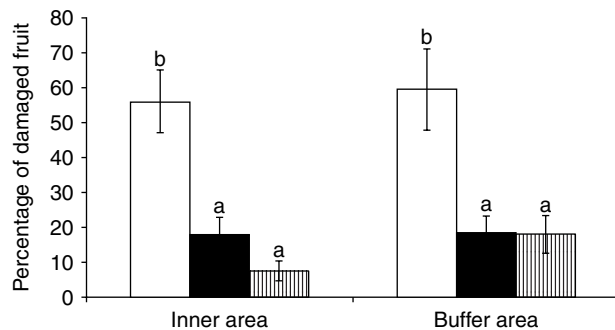 Percentage of damaged fruit
80
70
60
50
40
30
20
10
0
b
a
a
b
a
a
Inner area
Buffer area